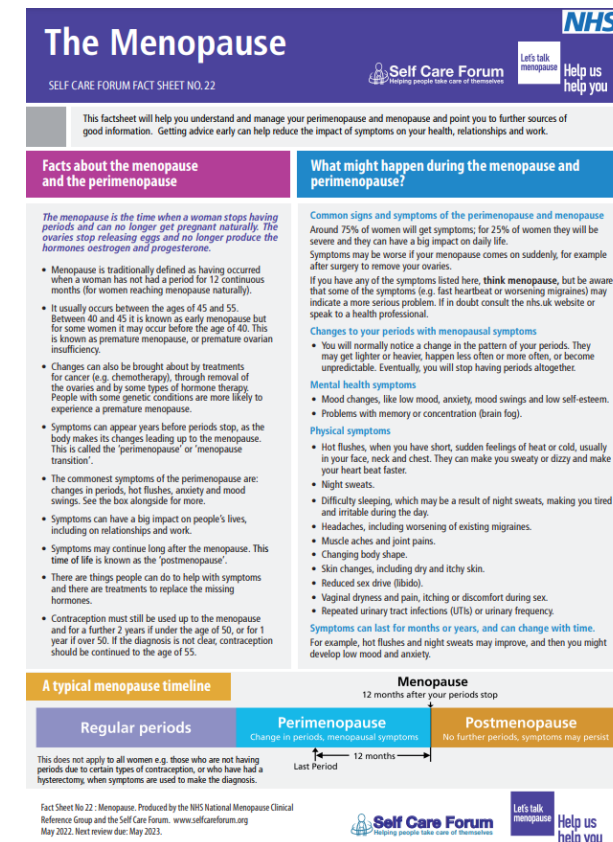 The Menopause
SELF CARE FORUM FACT SHEET NO. 22
Self Care Forum
Helping people take care of themselves
Let's talk
menopause
NHS
Help us
help you
This factsheet will help you understand and manage your perimenopause and menopause and point you to further sources of
good information. Getting advice early can help reduce the impact of symptoms on your health, relationships and work.
Facts about the menopause
and the perimenopause
The menopause is the time when a woman stops having
periods and can no longer get pregnant naturally. The
ovaries stop releasing eggs and no longer produce the
hormones oestrogen and progesterone.
• Menopause is traditionally defined as having occurred
when a woman has not had a period for 12 continuous
months (for women reaching menopause naturally).
• It usually occurs between the ages of 45 and 55.
Between 40 and 45 it is known as early menopause but
for some women it may occur before the age of 40. This
is known as premature menopause, or premature ovarian
insufficiency.
• Changes can also be brought about by treatments
for cancer (e.g. chemotherapy), through removal of
the ovaries and by some types of hormone therapy.
People with some genetic conditions are more likely to
experience a premature menopause.
• Symptoms can appear years before periods stop, as the
body makes its changes leading up to the menopause.
This is called the 'perimenopause' or 'menopause
transition'.
• The commonest symptoms of the perimenopause are:
changes in periods, hot flushes, anxiety and mood
swings. See the box alongside for more.
• Symptoms can have a big impact on people's lives,
including on relationships and work.
• Symptoms may continue long after the menopause. This
time of life is known as the 'postmenopause'.
• There are things people can do to help with symptoms
and there are treatments to replace the missing
hormones.
• Contraception must still be used up to the menopause
and for a further 2 years if under the age of 50, or for 1
year if over 50. If the diagnosis is not clear, contraception
should be continued to the age of 55.
What might happen during the menopause and
perimenopause?
Common signs and symptoms of the perimenopause and menopause
Around 75% of women will get symptoms; for 25% of women they will be
severe and they can have a big impact on daily life.
Symptoms may be worse if your menopause comes on suddenly, for example
after surgery to remove your ovaries.
If you have any of the symptoms listed here, think menopause, but be aware
that some of the symptoms (e.g. fast heartbeat or worsening migraines) may
indicate a more serious problem. If in doubt consult the nhs.uk website or
speak to a health professional.
Changes to your periods with menopausal symptoms
• You will normally notice a change in the pattern of your periods. They
may get lighter or heavier, happen less often or more often, or become
unpredictable. Eventually, you will stop having periods altogether.
Mental health symptoms
• Mood changes, like low mood, anxiety, mood swings and low self-esteem.
• Problems with memory or concentration (brain fog).
Physical symptoms
• Hot flushes, when you have short, sudden feelings of heat or cold, usually
in your face, neck and chest. They can make you sweaty or dizzy and make
your heart beat faster.
• Night sweats.
• Difficulty sleeping, which may be a result of night sweats, making you tired
and irritable during the day.
• Headaches, including worsening of existing migraines.
• Muscle aches and joint pains.
• Changing body shape.
• Skin changes, including dry and itchy skin.
• Reduced sex drive (libido).
• Vaginal dryness and pain, itching or discomfort during sex.
• Repeated urinary tract infections (UTIs) or urinary frequency.
Symptoms can last for months or years, and can change with time.
For example, hot flushes and night sweats may improve, and then you might
develop low mood and anxiety.
A typical menopause timeline
Menopause
12 months after your periods stop
Regular periods
Perimenopause
Change in periods, menopausal symptoms
Postmenopause
No further periods, symptoms may persist
12 months
Last Period
This does not apply to all women e.g. those who are not having
periods due to certain types of contraception, or who have had a
hysterectomy, when symptoms are used to make the diagnosis.
Fact Sheet No 22 : Menopause. Produced by the NHS National Menopause Clinical
Reference Group and the Self Care Forum. www.selfcareforum.org
May 2022. Next review due: May 2023.
Self Care Forum
Helping people take care of themselves
Let's talk
menopause
Help us
help you